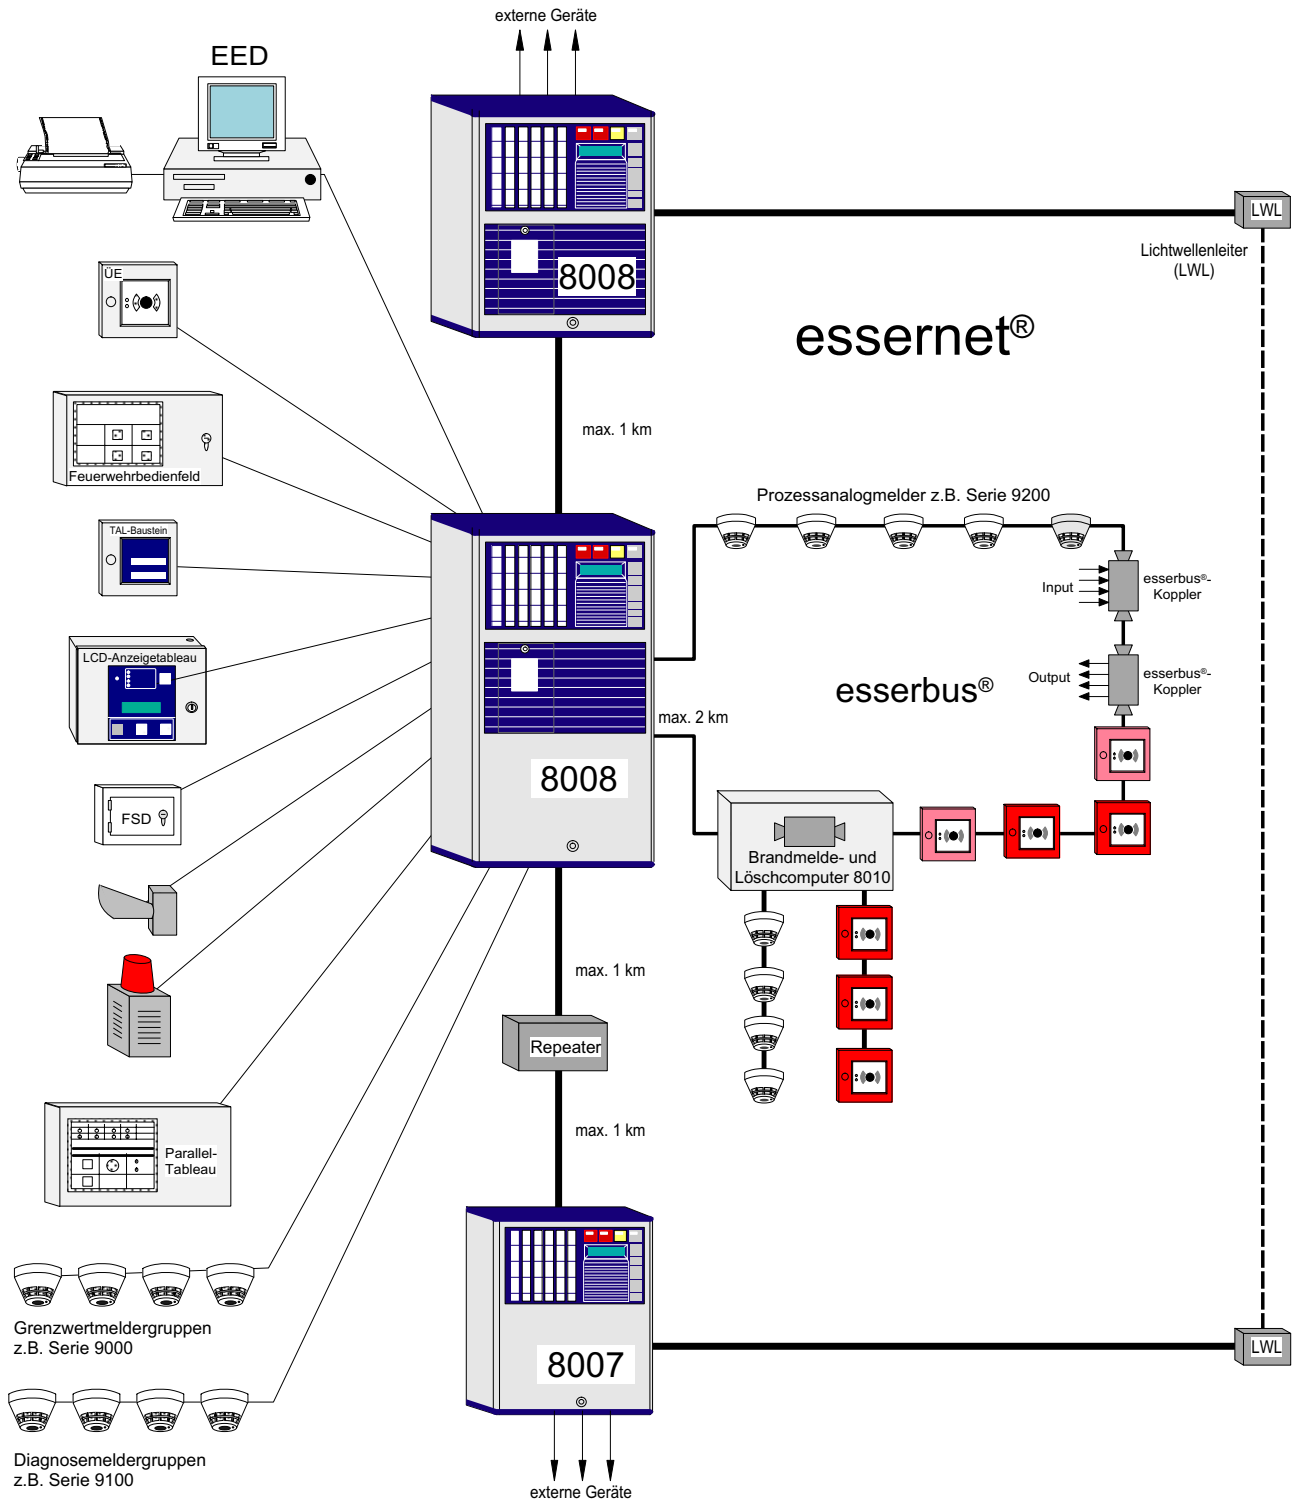 externe Geräte
EED
LWL
Lichtwellenleiter
(LWL)
ÜE
8008
essernet®
max. 1 km
Feuerwehrbedienfeld
Prozessanalogmelder z.B. Serie 9200
TAL-Baustein
Input
esserbus®-
Koppler
LCD-Anzeigetableau
esserbus®
Output
esserbus®-
Koppler
max. 2 km
8008
FSD
Brandmelde- und
Löschcomputer 8010
max. 1 km
Repeater
max. 1 km
Parallel-
Tableau
Grenzwertmeldergruppen
z.B. Serie 9000
8007
LWL
Diagnosemeldergruppen
z.B. Serie 9100
externe Geräte